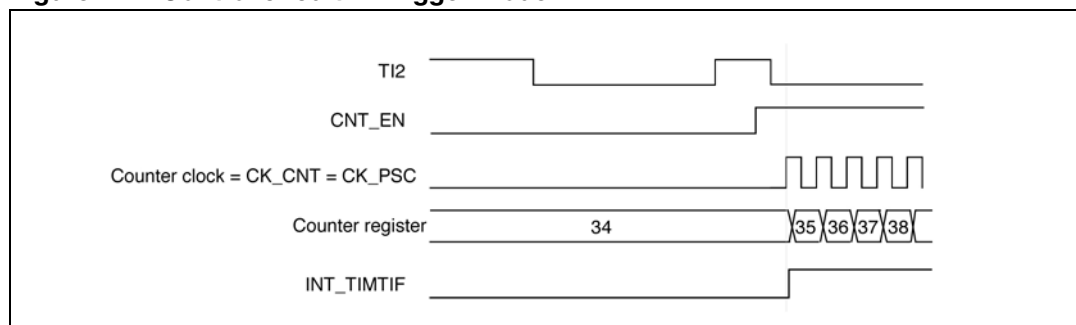 TI2
CNT_EN
Counter clock = CK_CNT = CK_PSC
Counter register 34 35 36 37 38
INT_TIMTIF